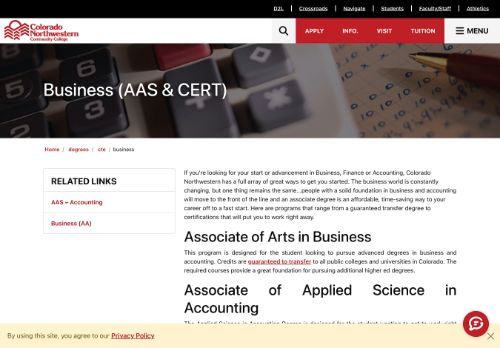 D2L | Crossroads | Navigate | Students | Faculty/Staff | Athletics
Colorado
Northwestern
Community College
APPLY INFO. VISIT TUITION MENU
Business (AAS & CERT)
Home / degrees / cte / business
RELATED LINKS
AAS – Accounting
Business (AA)
If you're looking for your start or advancement in Business, Finance or Accounting, Colorado
Northwestern has a full array of great ways to get you started. The business world is constantly
changing, but one thing remains the same...people with a solid foundation in business and accounting
will move to the front of the line and an associate degree is an affordable, time-saving way to your
career off to a fast start. Here are programs that range from a guaranteed transfer degree to
certifications that will put you to work right away.
Associate of Arts in Business
This program is designed for the student looking to pursue advanced degrees in business and
accounting. Credits are guaranteed to transfer to all public colleges and universities in Colorado. The
required courses provide a great foundation for pursuing additional higher ed degrees.
Associate of Applied Science in
Accounting
The Applied Science in Accounting Degree is designed for the student wanting to get to work right
By using this site, you agree to our Privacy Policy